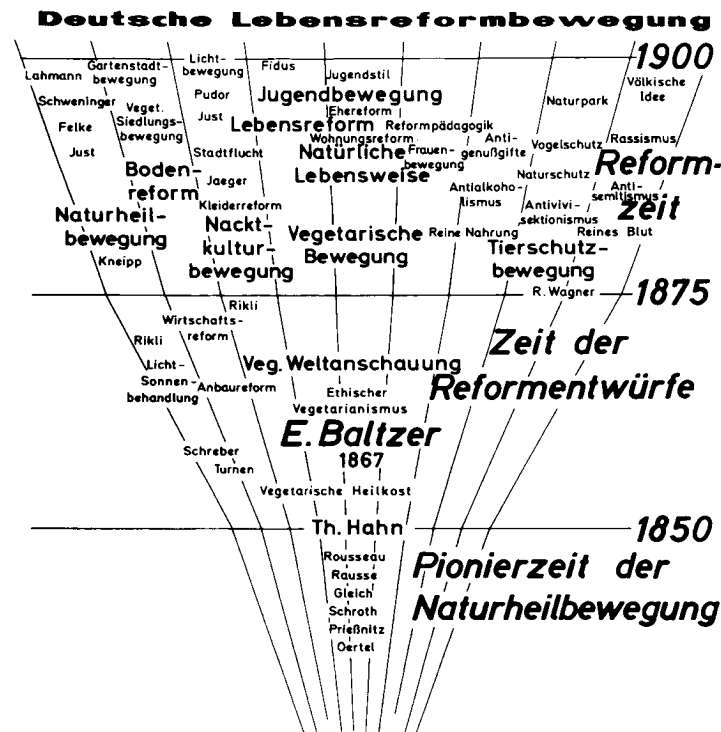 Deutsche Lebensreformbewegung
1900
Lahmann
Gartenstadt-
bewegung
Licht-
bewegung
Fidus
Jugendstil
Völkische
Idee
Schweninger
Veget.
Siedlungs-
bewegung
Pudor
Jugendbewegung
Naturpark
Felke
Just
Ehereform
Lebensreform
Reformpädagogik
Wohnungsreform
Anti-
genußgifte
Vogelschutz
Rassismus
Just
Stadtflucht
Natürliche
Lebensweise
Frauen-
bewegung
Reform-
zeit
Boden-
reform
Jaeger
Antialkoho-
lismus
Naturschutz
Anti-
semitismus
Kleiderreform
Antivivi-
sektionismus
Naturheil-
bewegung
Nackt-
kultur-
bewegung
Vegetarische
Bewegung
Reine Nahrung
Tierschutz-
bewegung
Reines Blut
Kneipp
R. Wagner
1875
Rikli
Wirtschafts-
reform
Rikli
Zeit der
Reformentwürfe
Licht-
Sonnen-
behandlung
Anbaureform
Veg. Weltanschauung
Ethischer
Vegetarianismus
E. Baltzer
1867
Schreber
Turnen
Vegetarische Heilkost
Th. Hahn
1850
Rousseau
Rausse
Gleich
Schroth
Prießnitz
Oertel
Pionierzeit der
Naturheilbewegung